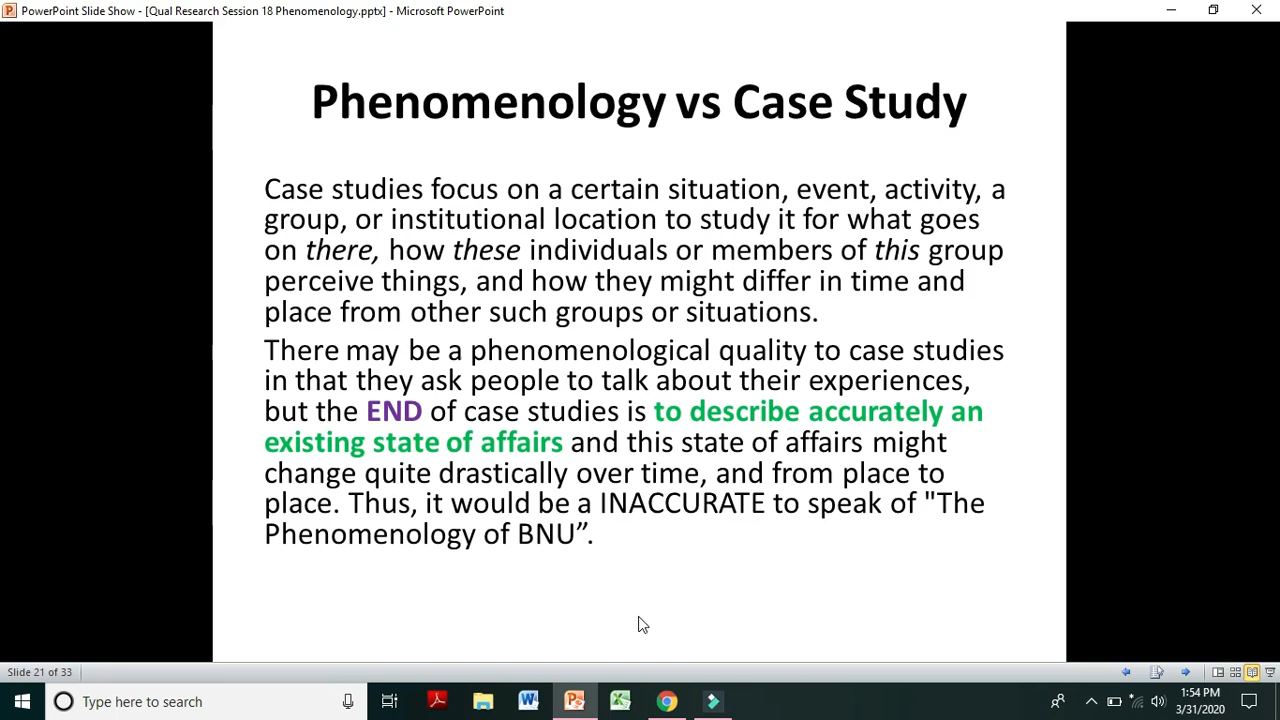 PowerPoint Slide Show - [Qual Research Session 18 Phenomenology.pptx] - Microsoft PowerPoint
Phenomenology vs Case Study
Case studies focus on a certain situation, event, activity, a
group, or institutional location to study it for what goes
on there, how these individuals or members of this group
perceive things, and how they might differ in time and
place from other such groups or situations.
There may be a phenomenological quality to case studies
in that they ask people to talk about their experiences,
but the END of case studies is to describe accurately an
existing state of affairs and this state of affairs might
change quite drastically over time, and from place to
place. Thus, it would be a INACCURATE to speak of "The
Phenomenology of BNU”.
Slide 21 of 33
Type here to search
1:54 PM
3/31/2020